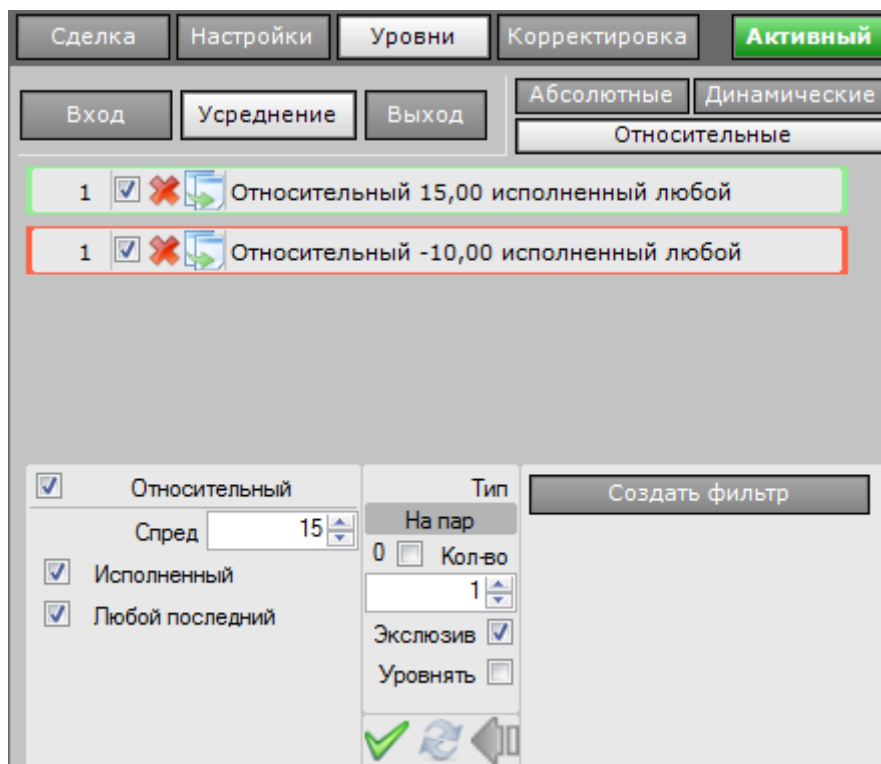 Сделка Настройки Уровни Корректировка Активный
Вход Усреднение Выход Абсолютные Динамические
Относительные
1 Относительный 15,00 исполненный любой
1 Относительный -10,00 исполненный любой
Относительный
Спред 15
Исполненный
Любой последний
Тип
На пар
0 Кол-во
1
Экслюзив
Уровнять
Создать фильтр